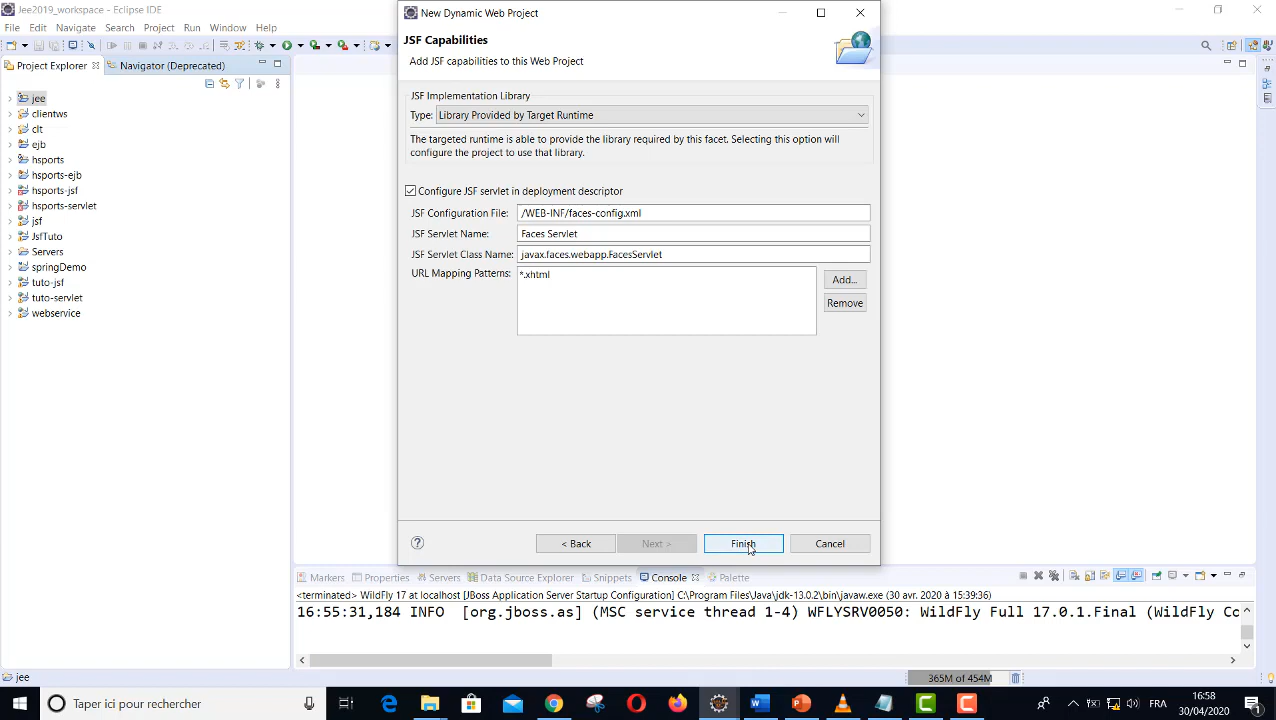 Jee2019_workspace - Eclipse IDE
File Edit Navigate Search Project Run Window Help
Project Explorer
Navigator (Deprecated)
jee
clientws
clt
ejb
hsports
hsports-ejb
hsports-jsf
hsports-servlet
jsf
JsfTuto
Servers
springDemo
tuto-jsf
tuto-servlet
webservice
New Dynamic Web Project
JSF Capabilities
Add JSF capabilities to this Web Project
JSF Implementation Library
Type: Library Provided by Target Runtime
The targeted runtime is able to provide the library required by this facet. Selecting this option will
configure the project to use that library.
Configure JSF servlet in deployment descriptor
JSF Configuration File: /WEB-INF/faces-config.xml
JSF Servlet Name: Faces Servlet
JSF Servlet Class Name: javax.faces.webapp.FacesServlet
URL Mapping Patterns: *.xhtml
Add...
Remove
< Back Next > Finish Cancel
Markers Properties Servers Data Source Explorer Snippets Console Palette
<terminated> WildFly 17 at localhost [JBoss Application Server Startup Configuration] C:\Program Files\Java\jdk-13.0.2\bin\javaw.exe (30 avr. 2020 à 15:39:36)
16:55:31,184 INFO [org.jboss.as] (MSC service thread 1-4) WFLYSRV0050: WildFly Full 17.0.1.Final (WildFly Cc
jee
365M of 454M
Taper ici pour rechercher
FRA
16:58
30/04/2020